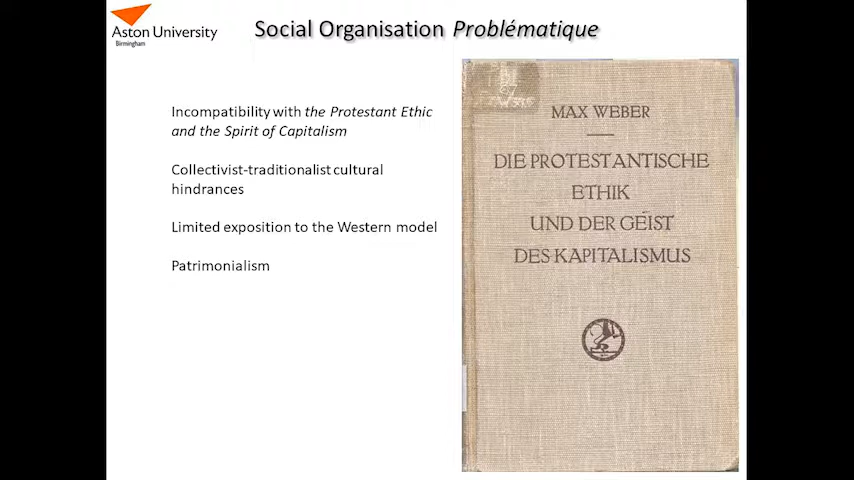 Aston University
Birmingham
Social Organisation Problématique
Incompatibility with the Protestant Ethic
and the Spirit of Capitalism
Collectivist-traditionalist cultural
hindrances
Limited exposition to the Western model
Patrimonialism
MAX WEBER
DIE PROTESTANTISCHE
ETHIK
UND DER GEIST
DES KAPITALISMUS